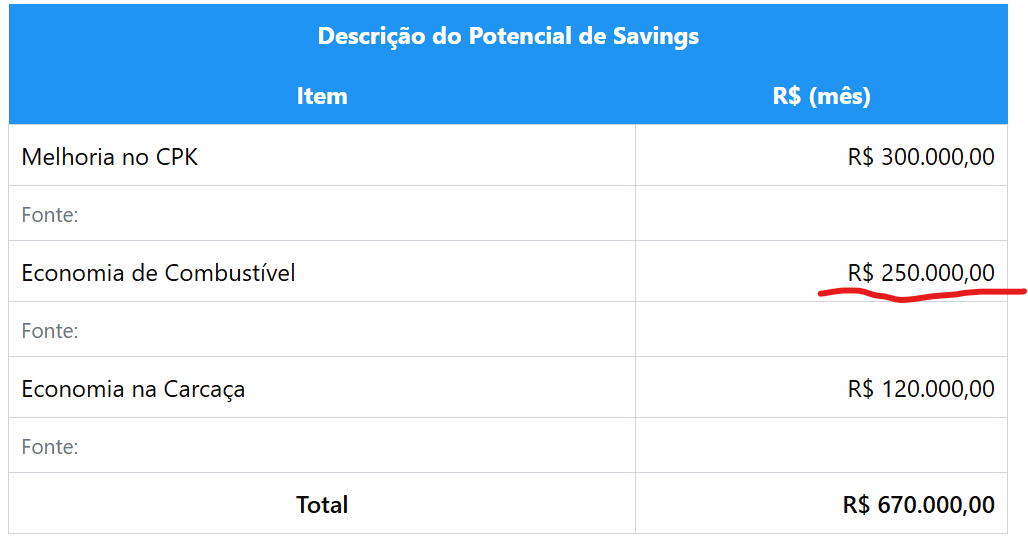 Descrição do Potencial de Savings
Item R$ (mês)
Melhoria no CPK R$ 300.000,00
Fonte:
Economia de Combustível R$ 250.000,00
Fonte:
Economia na Carcaça R$ 120.000,00
Fonte:
Total R$ 670.000,00